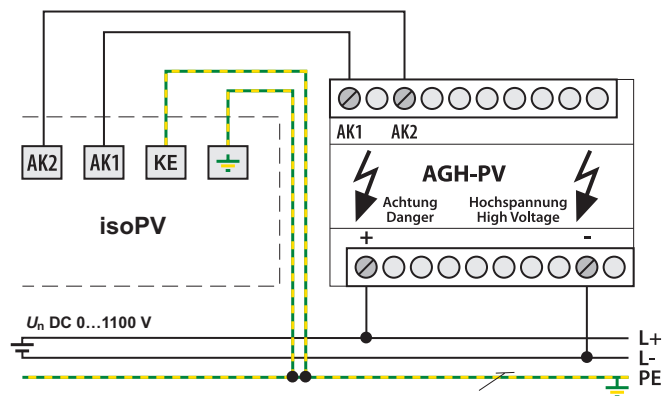 AK1 AK2
AK2 AK1 KE
AGH-PV
Achtung Hochspannung
Danger High Voltage
isoPV
+ -
Un DC 0...1100 V
L+
L-
PE